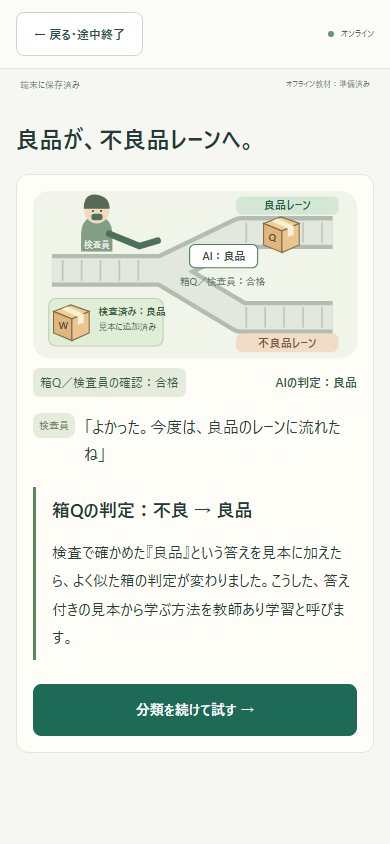 ← 戻る・途中終了
オンライン
端末に保存済み
オフライン教材：準備済み
良品が、不良品レーンへ。
検査員
良品レーン
Q
AI：良品
箱Q／検査員：合格
W
検査済み：良品
見本に追加済み
不良品レーン
箱Q／検査員の確認：合格
AIの判定：良品
検査員
「よかった。今度は、良品のレーンに流れた
ね」
箱Qの判定：不良 → 良品
検査で確かめた『良品』という答えを見本に加えた
ら、よく似た箱の判定が変わりました。こうした、答え
付きの見本から学ぶ方法を教師あり学習と呼びま
す。
分類を続けて試す →